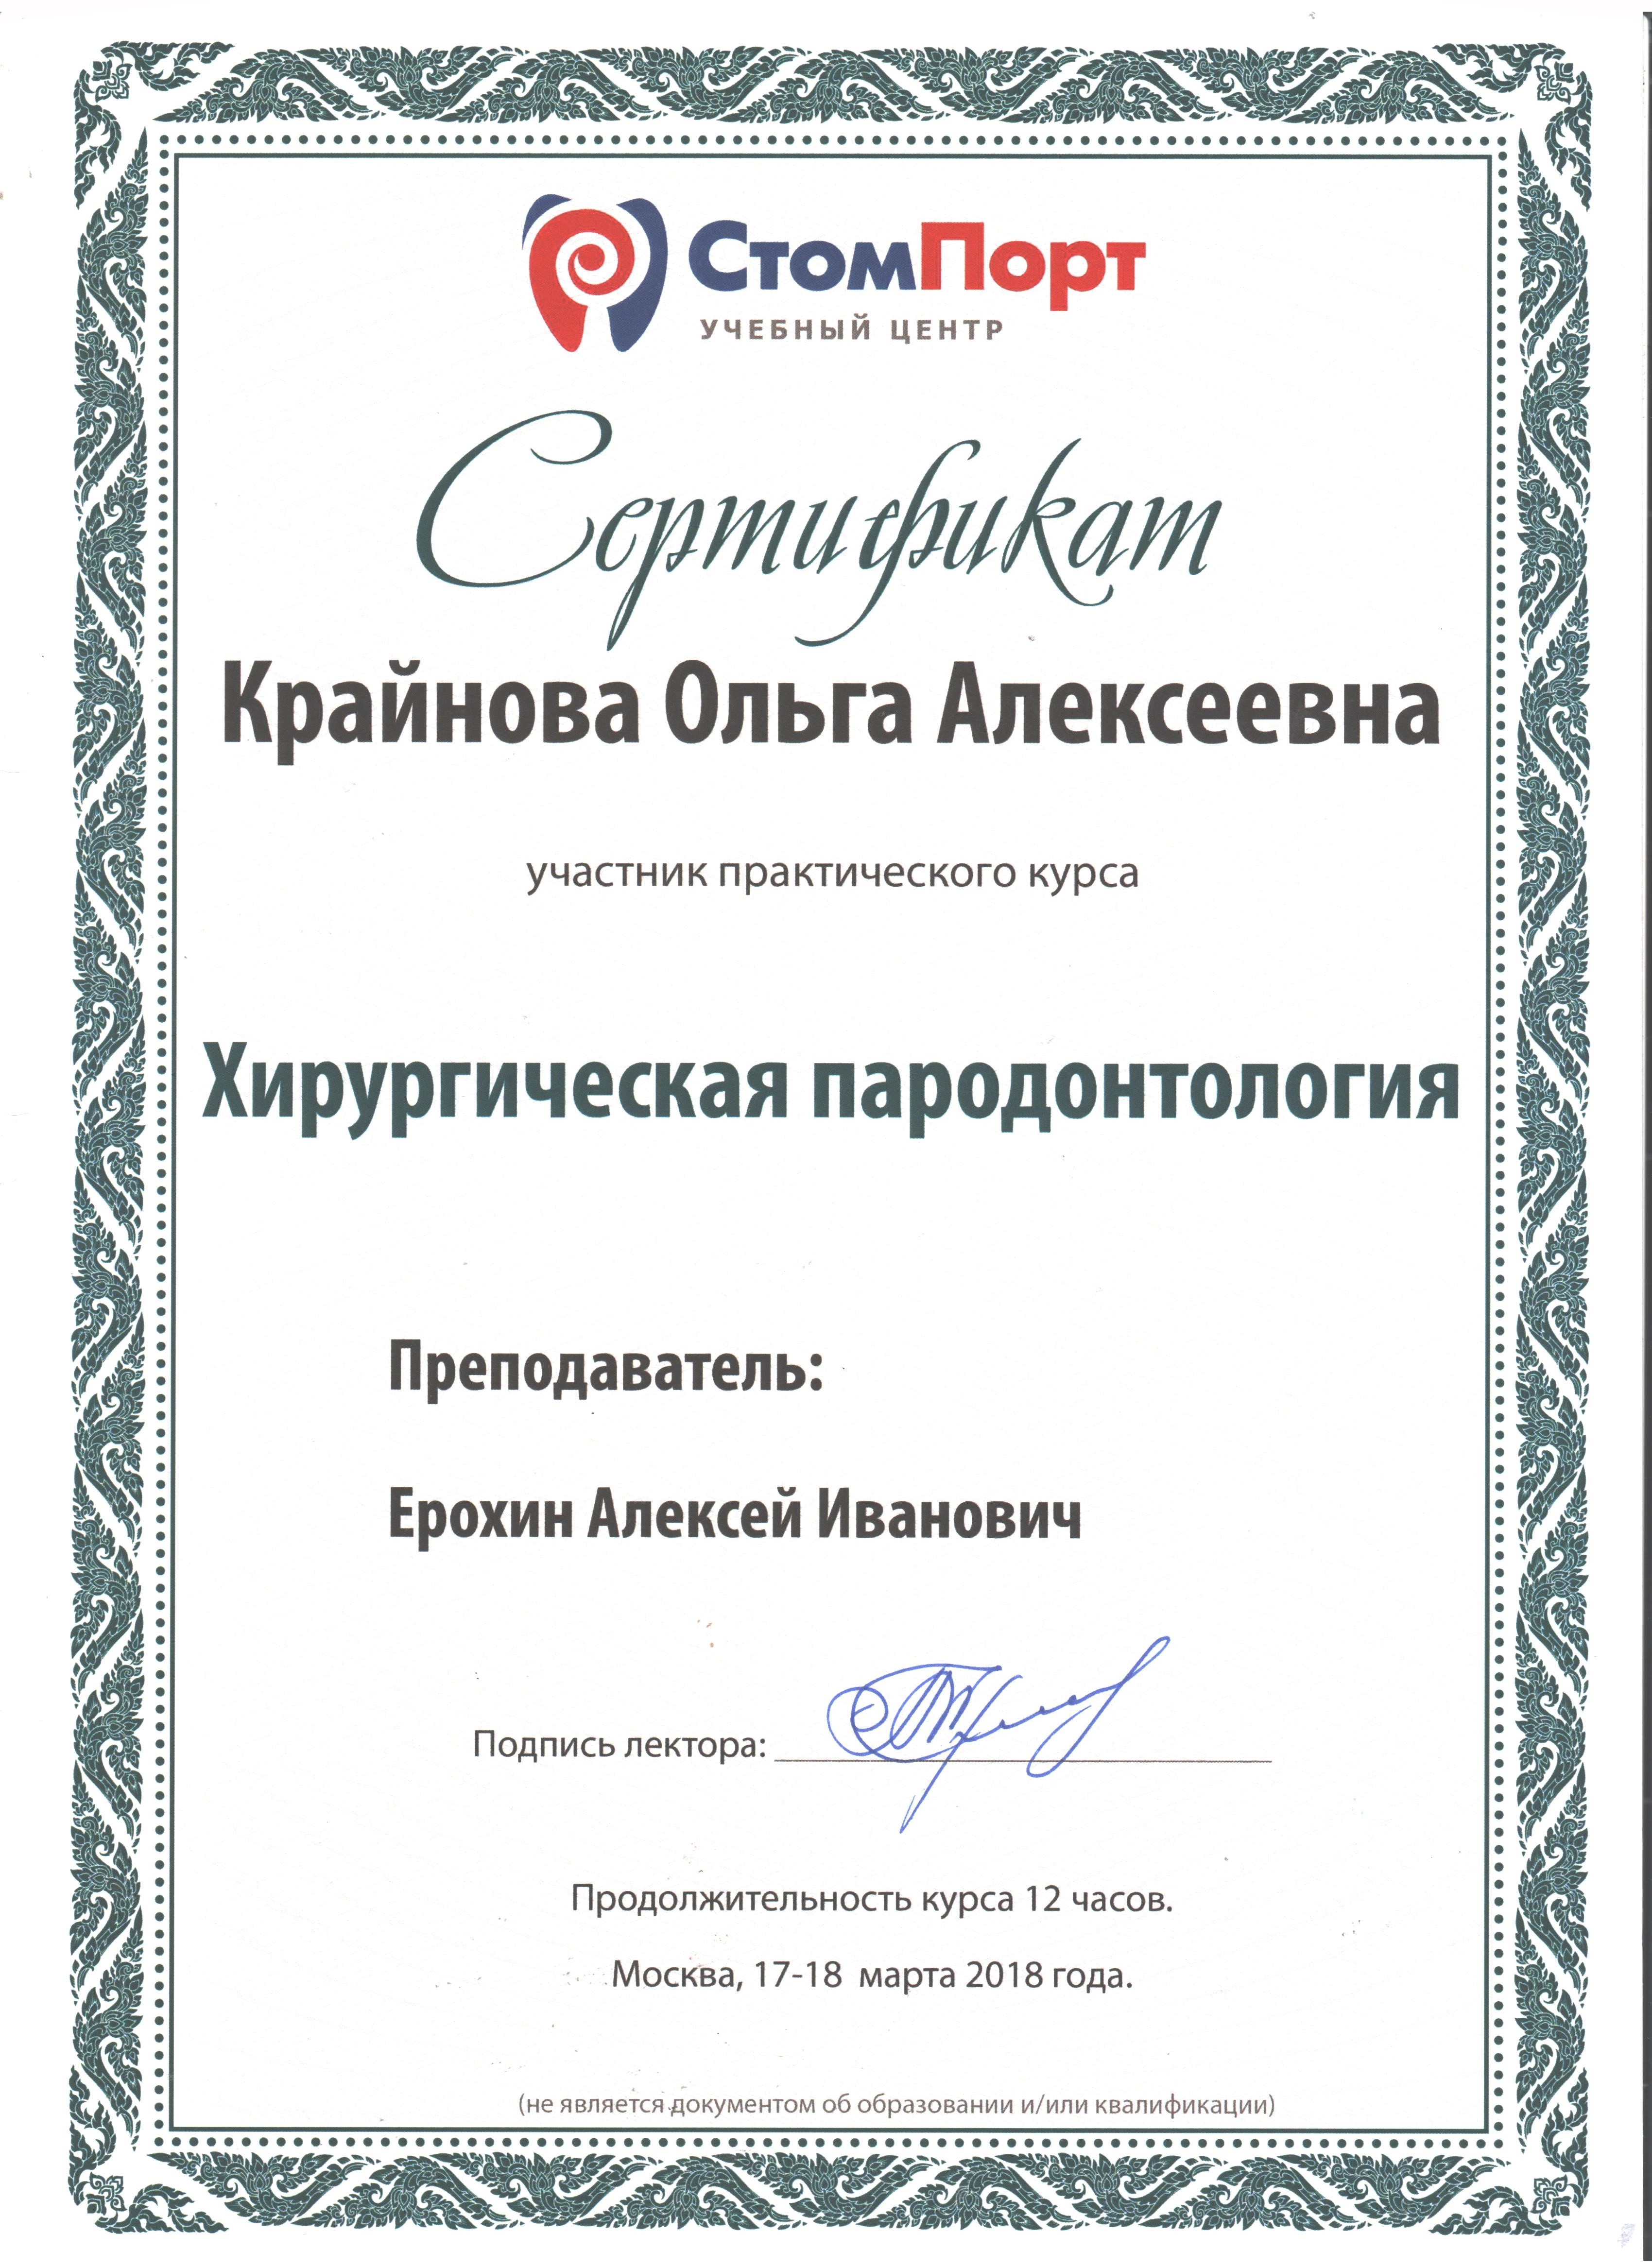 СтомПорт
УЧЕБНЫЙ ЦЕНТР
Сертификат
Крайнова Ольга Алексеевна
участник практического курса
Хирургическая пародонтология
Преподаватель:
Ерохин Алексей Иванович
Подпись лектора:
Продолжительность курса 12 часов.
Москва, 17-18 марта 2018 года.
(не является документом об образовании и/или квалификации)